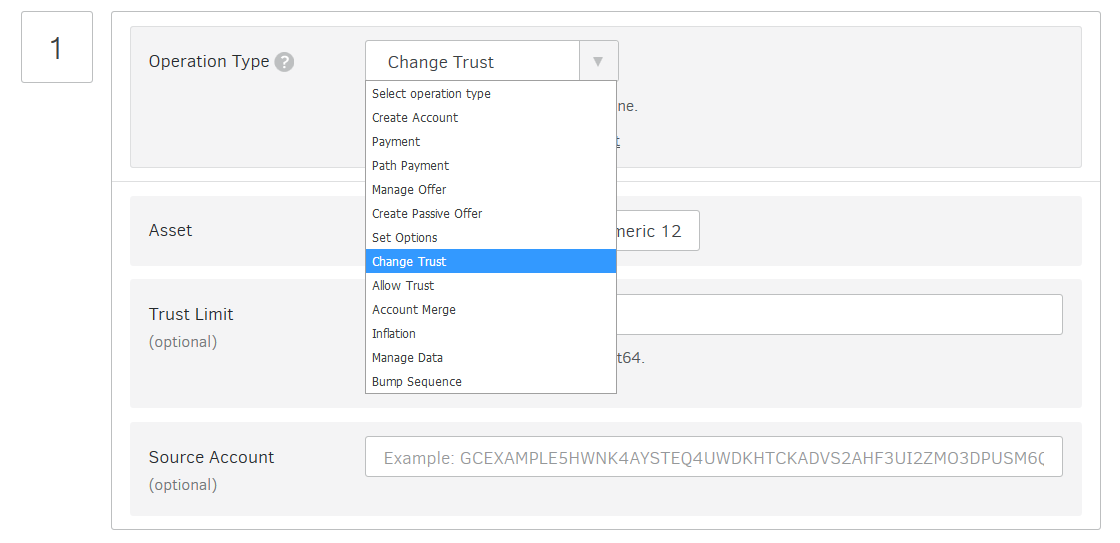 1
Operation Type ?
Change Trust
Select operation type
Create Account
Payment
Path Payment
Manage Offer
Create Passive Offer
Set Options
Change Trust
Allow Trust
Account Merge
Inflation
Manage Data
Bump Sequence
ne.
t
Asset
meric 12
Trust Limit
(optional)
t64.
Source Account
(optional)
Example: GCEXAMPLE5HWNK4AYSTEQ4UWDKHTCKADVS2AHF3UI2ZMO3DPUSM6Q